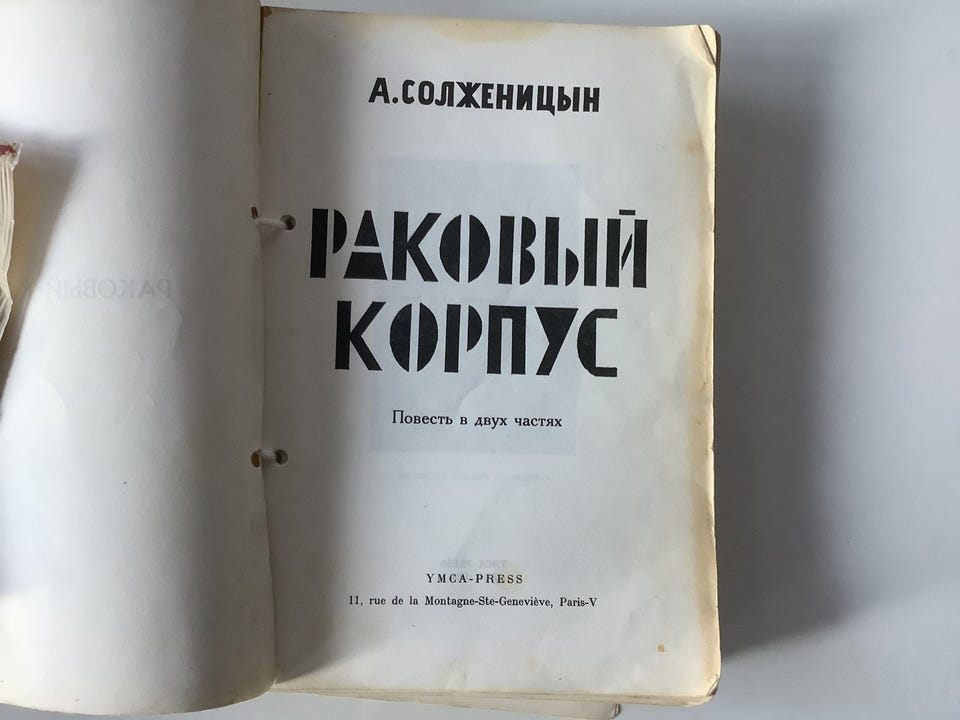 А.СОЛЖЕНИЦЫН
РАКОВЫЙ
КОРПУС
Повесть в двух частях
YMCA-PRESS
11, rue de la Montagne-Ste-Geneviève, Paris-V